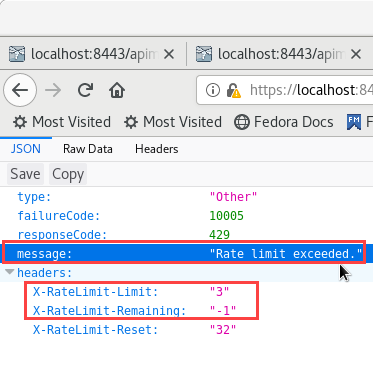 localhost:8443/apim
localhost:8443/apim
https://localhost:84
Most Visited
Most Visited
Fedora Docs
JSON
Raw Data
Headers
Save
Copy
type: "Other"
failureCode: 10005
responseCode: 429
message: "Rate limit exceeded."
headers:
X-RateLimit-Limit: "3"
X-RateLimit-Remaining: "-1"
X-RateLimit-Reset: "32"